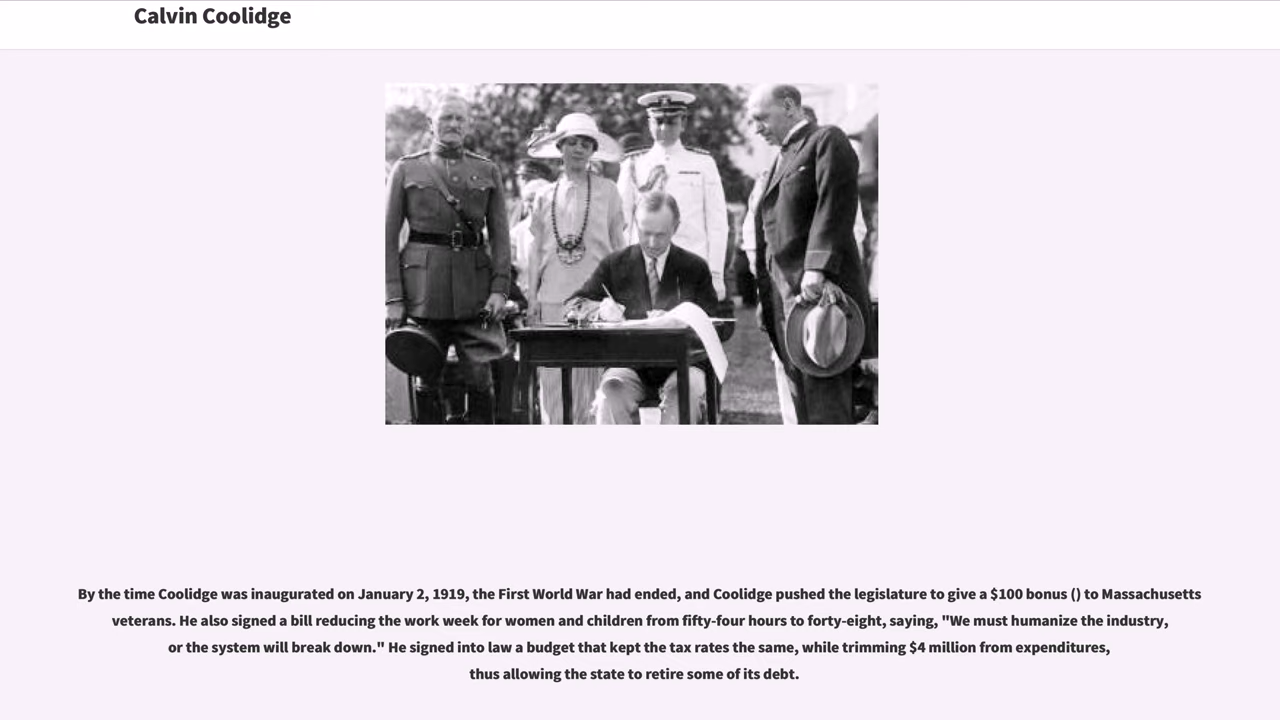 Calvin Coolidge
By the time Coolidge was inaugurated on January 2, 1919, the First World War had ended, and Coolidge pushed the legislature to give a $100 bonus () to Massachusetts
veterans. He also signed a bill reducing the work week for women and children from fifty-four hours to forty-eight, saying, "We must humanize the industry,
or the system will break down." He signed into law a budget that kept the tax rates the same, while trimming $4 million from expenditures,
thus allowing the state to retire some of its debt.